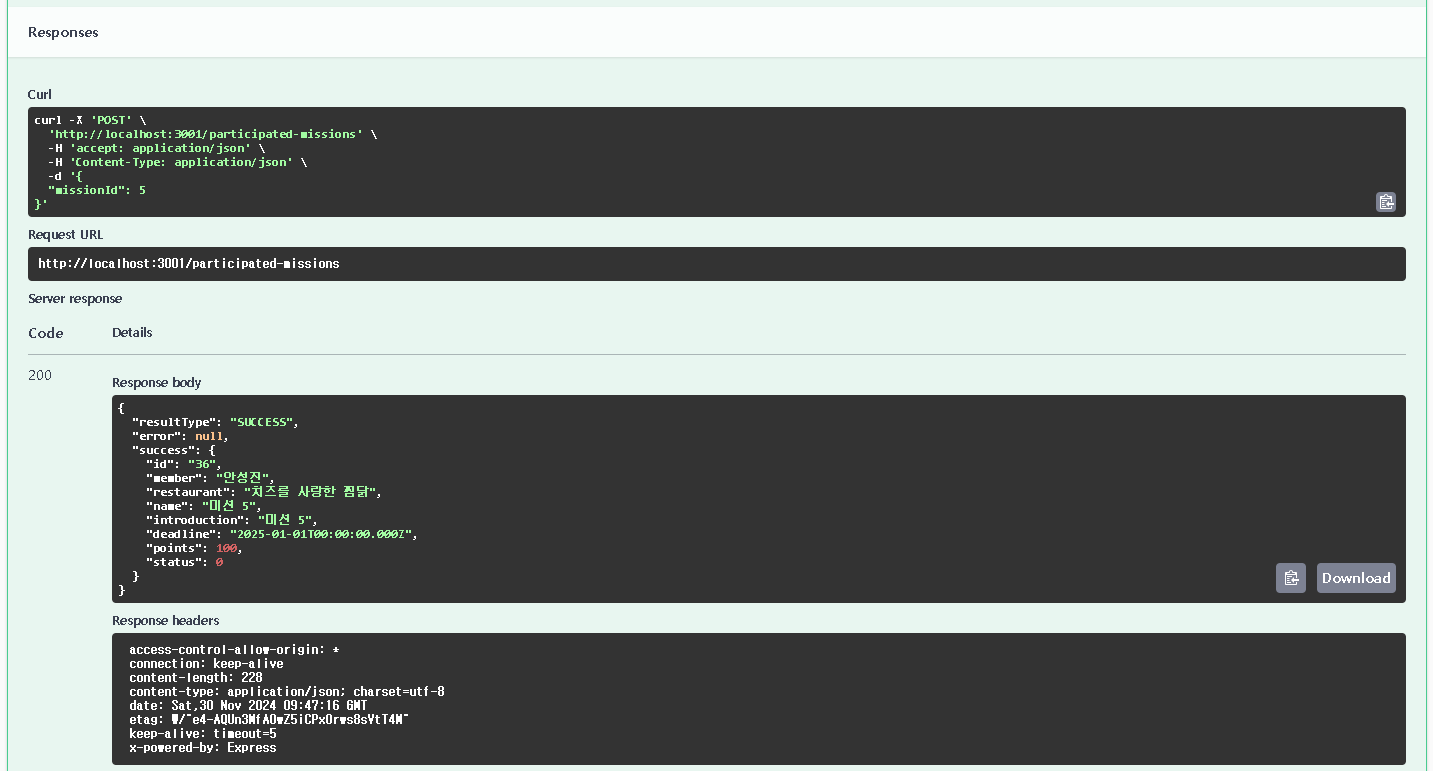 Responses
Curl
curl -X 'POST' \
'http://localhost:3001/participated-missions' \
-H 'accept: application/json' \
-H 'Content-Type: application/json' \
-d '{
"missionId": 5
}'
Request URL
http://localhost:3001/participated-missions
Server response
Code Details
200
Response body
{
"resultType": "SUCCESS",
"error": null,
"success": {
"id": "36",
"member": "안성진",
"restaurant": "치즈를 사랑한 찜닭",
"name": "미션 5",
"introduction": "미션 5",
"deadline": "2025-01-01T00:00:00.000Z",
"points": 100,
"status": 0
}
}
Download
Response headers
access-control-allow-origin: *
connection: keep-alive
content-length: 228
content-type: application/json; charset=utf-8
date: Sat,30 Nov 2024 09:47:16 GMT
keep-alive: timeout=5
x-powered-by: Express